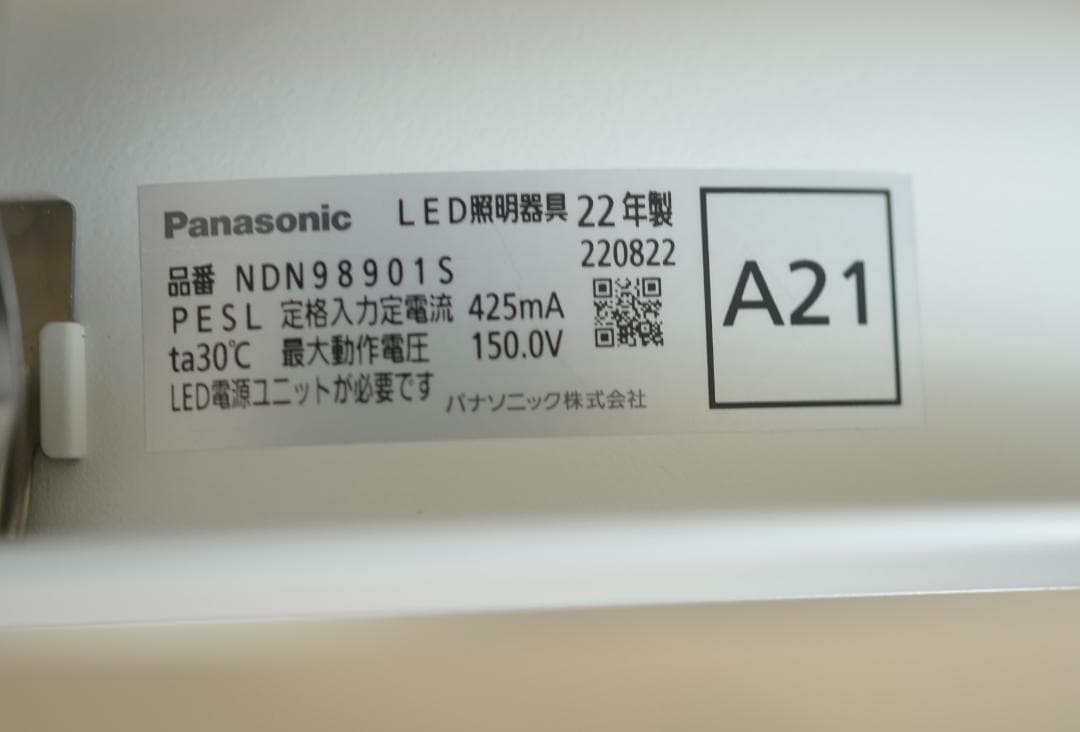 Panasonic LED照明器具 22年製
220822
品番 NDN98901S
PESL 定格入力定電流 425mA
ta30℃ 最大動作電圧 150.0V
LED電源ユニットが必要です
パナソニック株式会社
A21